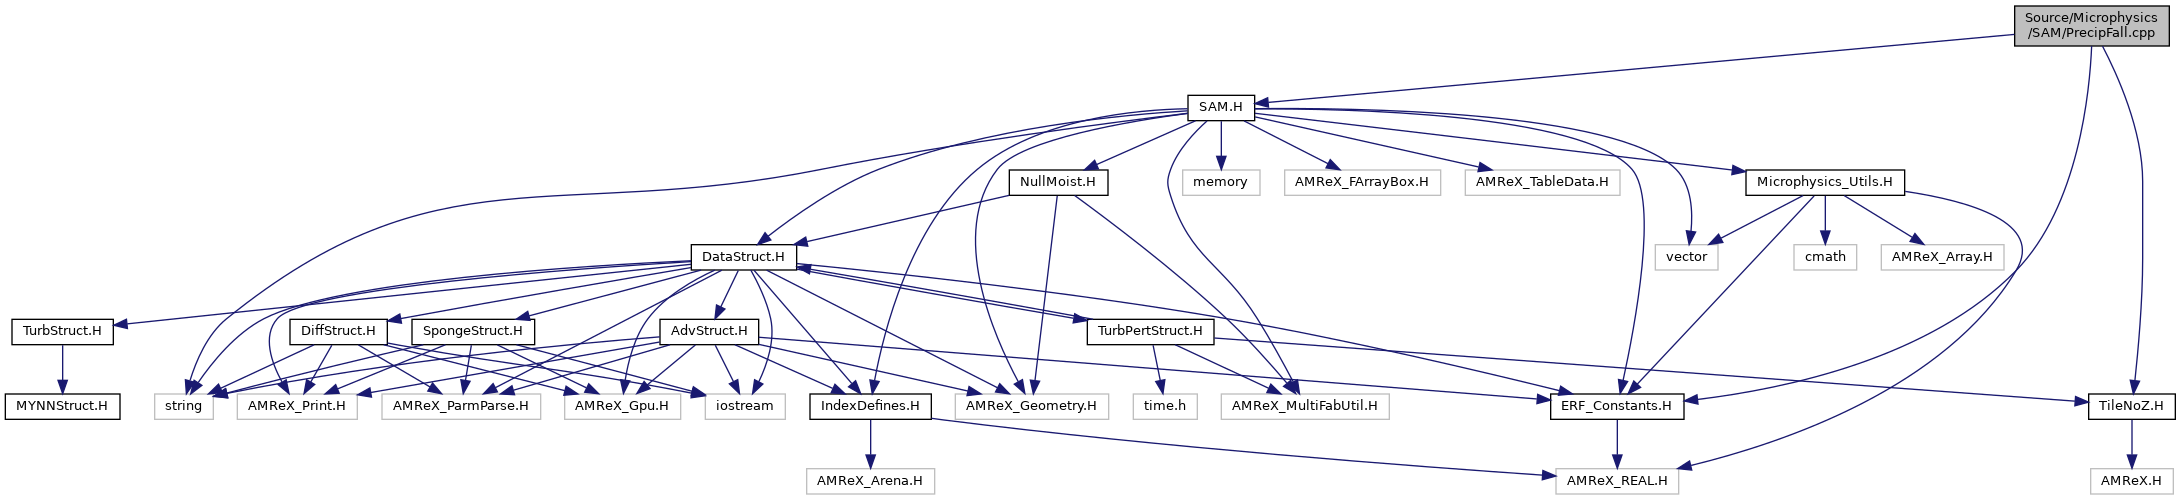 Source/Microphysics
/SAM/PrecipFall.cpp
SAM.H
NullMoist.H
memory
AMReX_FArrayBox.H
AMReX_TableData.H
Microphysics_Utils.H
DataStruct.H
vector
cmath
AMReX_Array.H
TurbStruct.H
DiffStruct.H
SpongeStruct.H
AdvStruct.H
TurbPertStruct.H
MYNNStruct.H
string
AMReX_Print.H
AMReX_ParmParse.H
AMReX_Gpu.H
iostream
IndexDefines.H
AMReX_Geometry.H
time.h
AMReX_MultiFabUtil.H
ERF_Constants.H
TileNoZ.H
AMReX_Arena.H
AMReX_REAL.H
AMReX.H